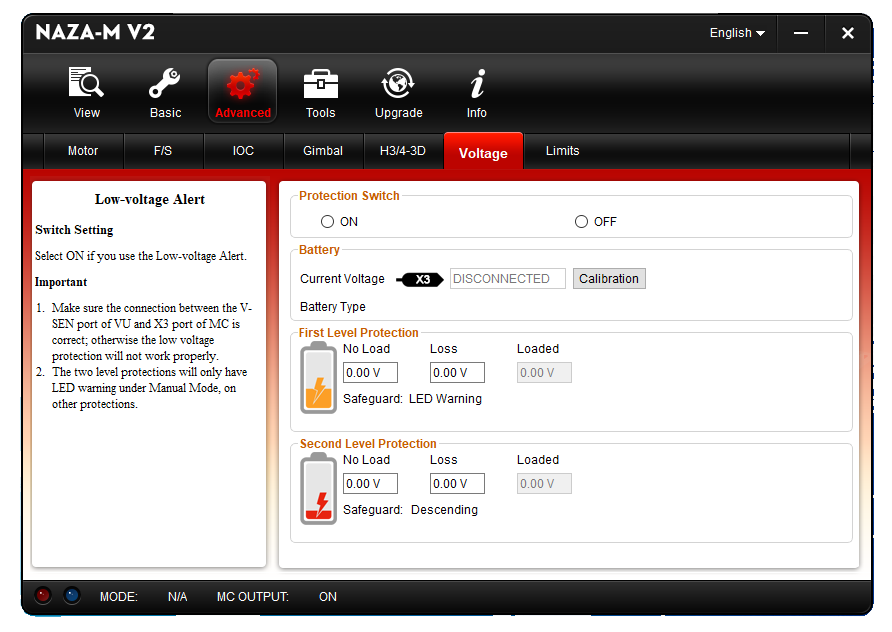 NAZA-M V2
English
View
Basic
Advanced
Tools
Upgrade
Info
Motor
F/S
IOC
Gimbal
H3/4-3D
Voltage
Limits
Low-voltage Alert
Switch Setting
Select ON if you use the Low-voltage Alert.
Important
1. Make sure the connection between the V-
SEN port of VU and X3 port of MC is
correct; otherwise the low voltage
protection will not work properly.
2. The two level protections will only have
LED warning under Manual Mode, on
other protections.
Protection Switch
ON
OFF
Battery
Current Voltage X3 DISCONNECTED Calibration
Battery Type
First Level Protection
No Load Loss Loaded
0.00 V 0.00 V 0.00 V
Safeguard: LED Warning
Second Level Protection
No Load Loss Loaded
0.00 V 0.00 V 0.00 V
Safeguard: Descending
MODE: N/A MC OUTPUT: ON